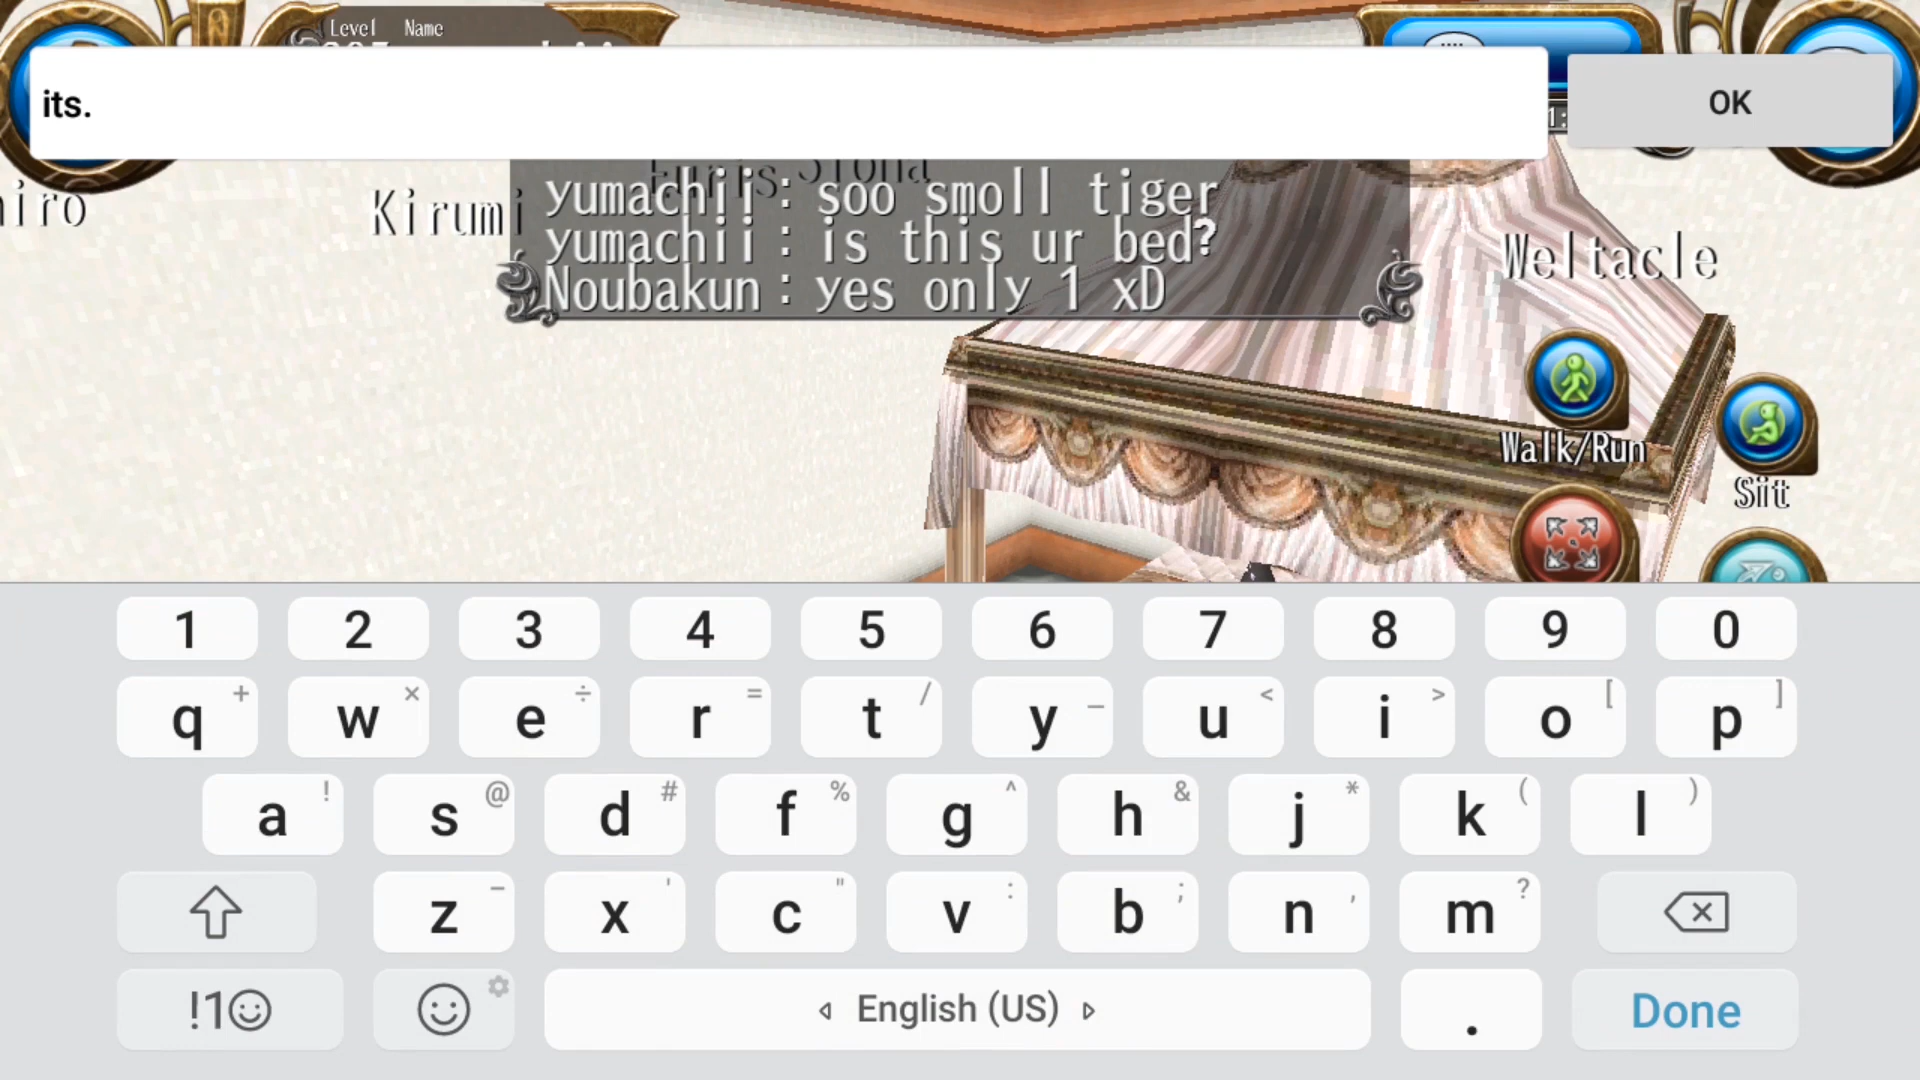 Level Name
its.
OK
Kirumi
yumachii: soo smoll tiger
yumachii: is this ur bed?
Noubakun: yes only 1 xD
Weltacle
Walk/Run
Sit
1 2 3 4 5 6 7 8 9 0
q + w × e ÷ r = t / y _ u < i > o [ p ]
a ! s @ d # f % g ^ h & j * k ( l )
z - x ' c " v : b ; n , m ?
!1☺ English (US) . Done